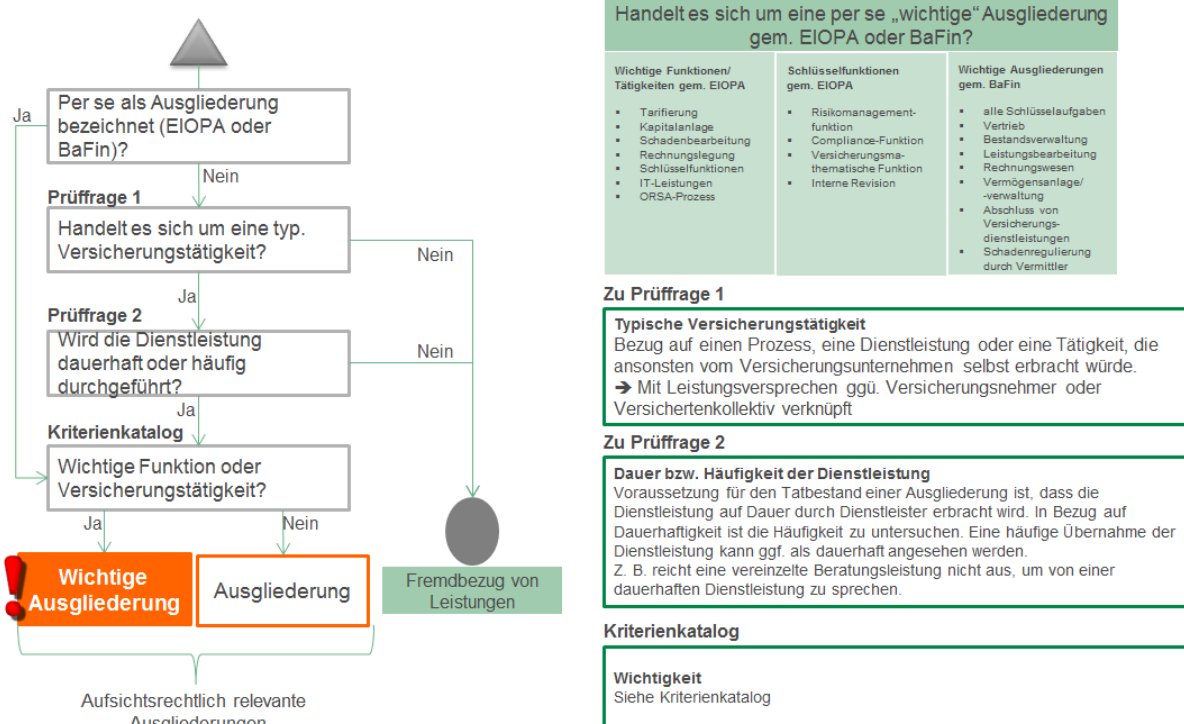 Per se als Ausgliederung
bezeichnet (EIOPA oder
BaFin)?
Ja
Nein
Prüffrage 1
Handelt es sich um eine typ.
Versicherungstätigkeit?
Nein
Ja
Prüffrage 2
Wird die Dienstleistung
dauerhaft oder häufig
durchgeführt?
Nein
Ja
Kriterienkatalog
Wichtige Funktion oder
Versicherungstätigkeit?
Ja
Nein
Wichtige
Ausgliederung
Ausgliederung
Fremdbezug von
Leistungen
Aufsichtsrechtlich relevante
Ausgliederungen
Handelt es sich um eine per se „wichtige“ Ausgliederung
gem. EIOPA oder BaFin?
Wichtige Funktionen/
Tätigkeiten gem. EIOPA
▪ Tarifierung
▪ Kapitalanlage
▪ Schadenbearbeitung
▪ Rechnungslegung
▪ Schlüsselfunktionen
▪ IT-Leistungen
▪ ORSA-Prozess
Schlüsselfunktionen
gem. EIOPA
▪ Risikomanagement-
funktion
▪ Compliance-Funktion
▪ Versicherungsma-
thematische Funktion
▪ Interne Revision
Wichtige Ausgliederungen
gem. BaFin
▪ alle Schlüsselaufgaben
▪ Vertrieb
▪ Bestandsverwaltung
▪ Leistungsbearbeitung
▪ Rechnungswesen
▪ Vermögensanlage/
-verwaltung
▪ Abschluss von
Versicherungs-
dienstleistungen
▪ Schadenregulierung
durch Vermittler
Zu Prüffrage 1
Typische Versicherungstätigkeit
Bezug auf einen Prozess, eine Dienstleistung oder eine Tätigkeit, die
ansonsten vom Versicherungsunternehmen selbst erbracht würde.
➔ Mit Leistungsversprechen ggü. Versicherungsnehmer oder
Versichertenkollektiv verknüpft
Zu Prüffrage 2
Dauer bzw. Häufigkeit der Dienstleistung
Voraussetzung für den Tatbestand einer Ausgliederung ist, dass die
Dienstleistung auf Dauer durch Dienstleister erbracht wird. In Bezug auf
Dauerhaftigkeit ist die Häufigkeit zu untersuchen. Eine häufige Übernahme der
Dienstleistung kann ggf. als dauerhaft angesehen werden.
Z. B. reicht eine vereinzelte Beratungsleistung nicht aus, um von einer
dauerhaften Dienstleistung zu sprechen.
Kriterienkatalog
Wichtigkeit
Siehe Kriterienkatalog